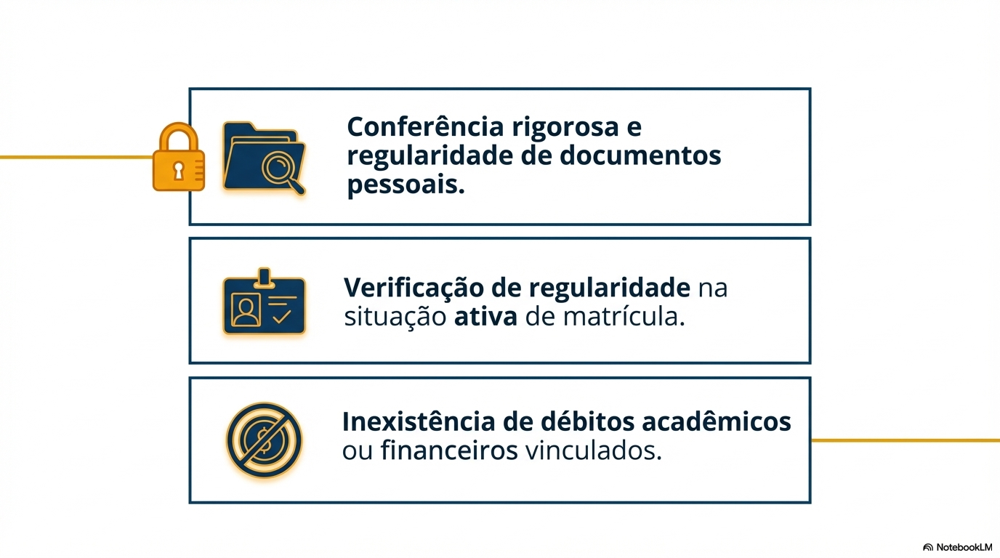 Conferência rigorosa e
regularidade de documentos
pessoais.
Verificação de regularidade na
situação ativa de matrícula.
Inexistência de débitos acadêmicos
ou financeiros vinculados.
NotebookLM